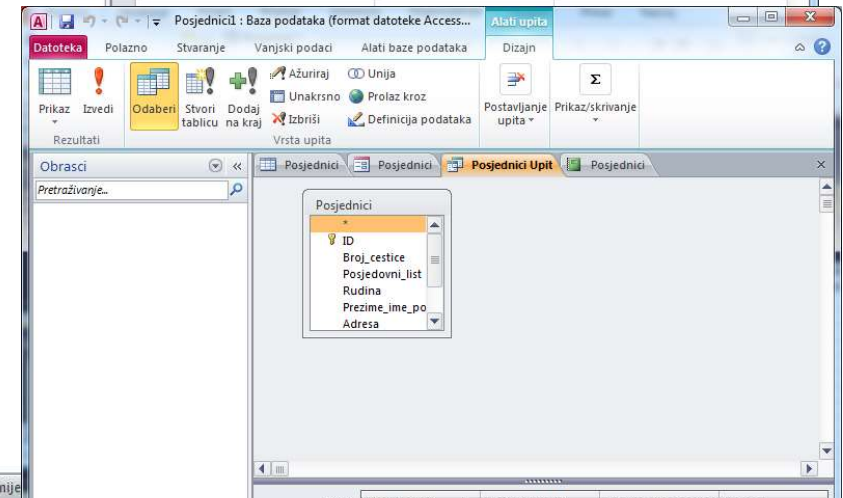 Posjednici1 : Baza podataka (format datoteke Access...
Alati upita
Datoteka Polazno Stvaranje Vanjski podaci Alati baze podataka Dizajn
Prikaz
Izvedi
Rezultati
Odaberi
Stvori tablicu
Dodaj na kraj
Ažuriraj
Unakrsno
Izbriši
Unija
Prolaz kroz
Definicija podataka
Vrsta upita
Postavljanje upita
Σ
Prikaz/skrivanje
Obrasci
Pretraživanje...
Posjednici
Posjednici
Posjednici Upit
Posjednici
Posjednici
*
ID
Broj_cestice
Posjedovni_list
Rudina
Prezime_ime_po
Adresa